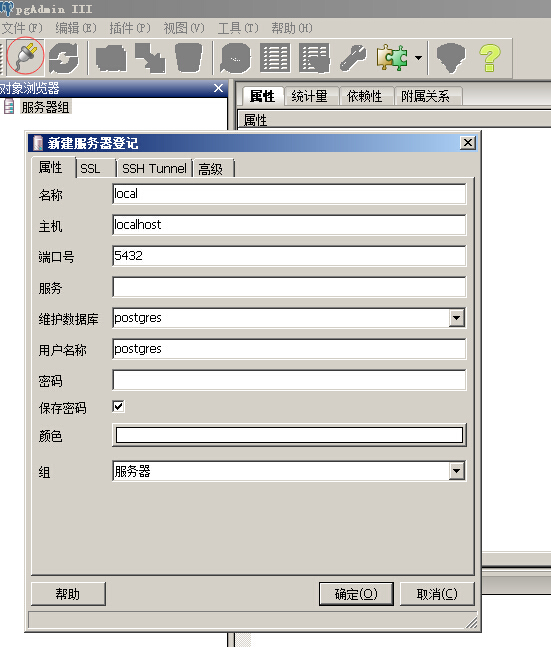 pgAdmin III
文件(F) 编辑(E) 插件(P) 视图(V) 工具(T) 帮助(H)
对象浏览器
服务器组
属性 统计量 依赖性 附属关系
属性
新建服务器登记
属性 SSL SSH Tunnel 高级
名称 local
主机 localhost
端口号 5432
服务
维护数据库 postgres
用户名称 postgres
密码
保存密码
颜色
组 服务器
帮助 确定(O) 取消(C)